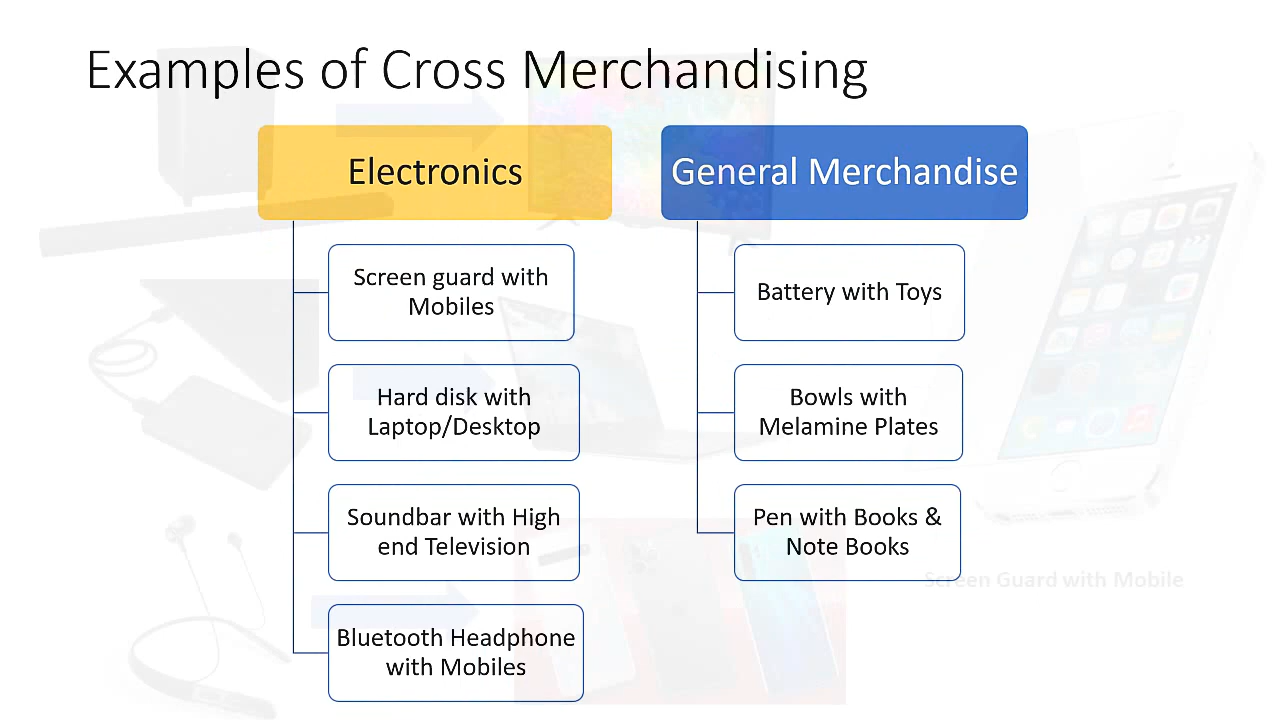 Examples of Cross Merchandising
Electronics
Screen guard with
Mobiles
Hard disk with
Laptop/Desktop
Soundbar with High
end Television
Bluetooth Headphone
with Mobiles
General Merchandise
Battery with Toys
Bowls with
Melamine Plates
Pen with Books &
Note Books
Screen Guard with Mobile